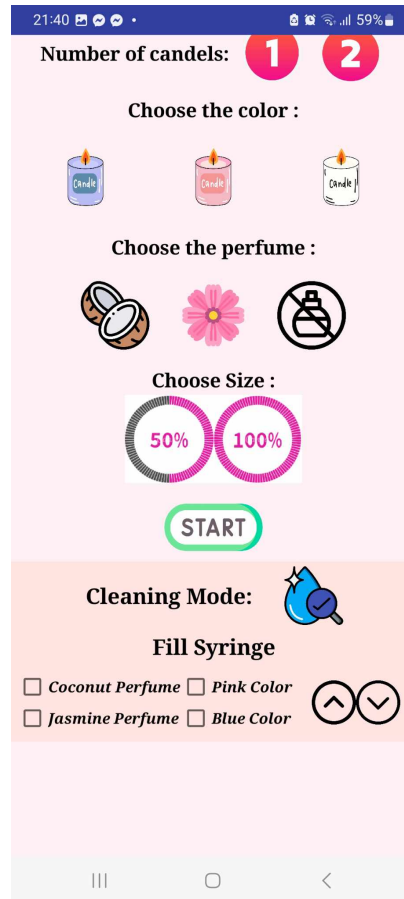 21:40 59%
Number of candels: 1 2
Choose the color :
Candle Candle Candle
Choose the perfume :
Choose Size :
50% 100%
START
Cleaning Mode:
Fill Syringe
Coconut Perfume Pink Color
Jasmine Perfume Blue Color